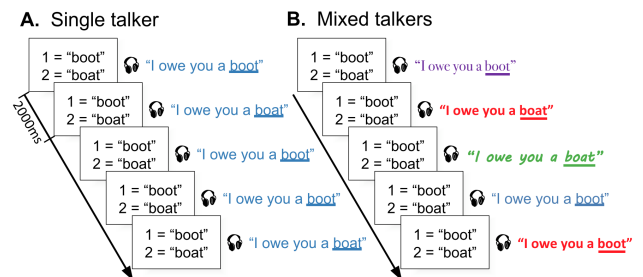 A. Single talker
1 = “boot”
2 = “boat”
“I owe you a boot”
1 = “boot”
2 = “boat”
“I owe you a boat”
2000ms
1 = “boot”
2 = “boat”
“I owe you a boot”
1 = “boot”
2 = “boat”
“I owe you a boot”
1 = “boot”
2 = “boat”
“I owe you a boat”
B. Mixed talkers
1 = “boot”
2 = “boat”
“I owe you a boot”
1 = “boot”
2 = “boat”
“I owe you a boat”
1 = “boot”
2 = “boat”
“I owe you a boat”
1 = “boot”
2 = “boat”
“I owe you a boot”
1 = “boot”
2 = “boat”
“I owe you a boot”